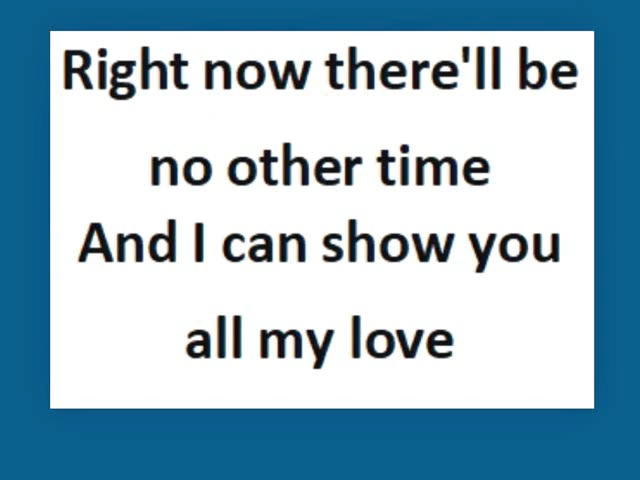 Right now there'll be
no other time
And I can show you
all my love